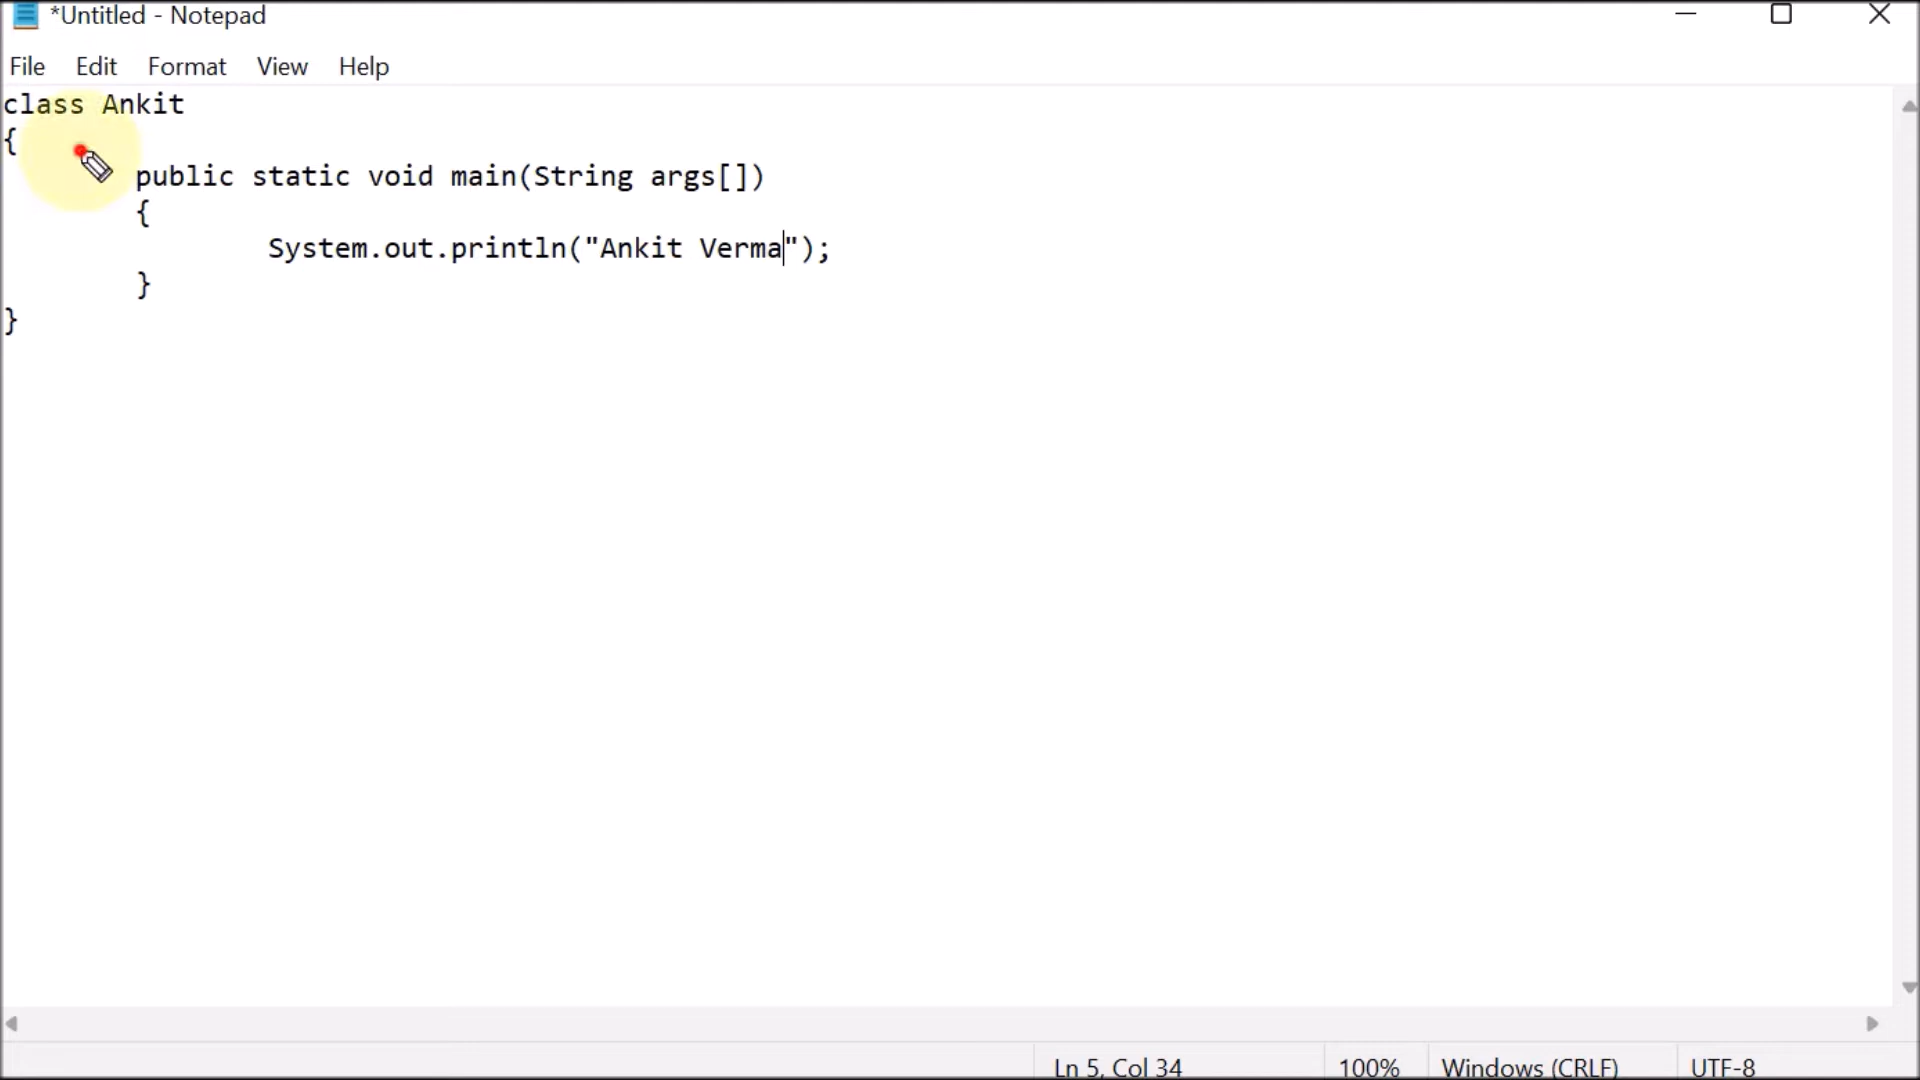 *Untitled - Notepad
File Edit Format View Help
class Ankit
{
public static void main(String args[])
{
System.out.println("Ankit Verma");
}
}
Ln 5, Col 34 100% Windows (CRLF) UTF-8